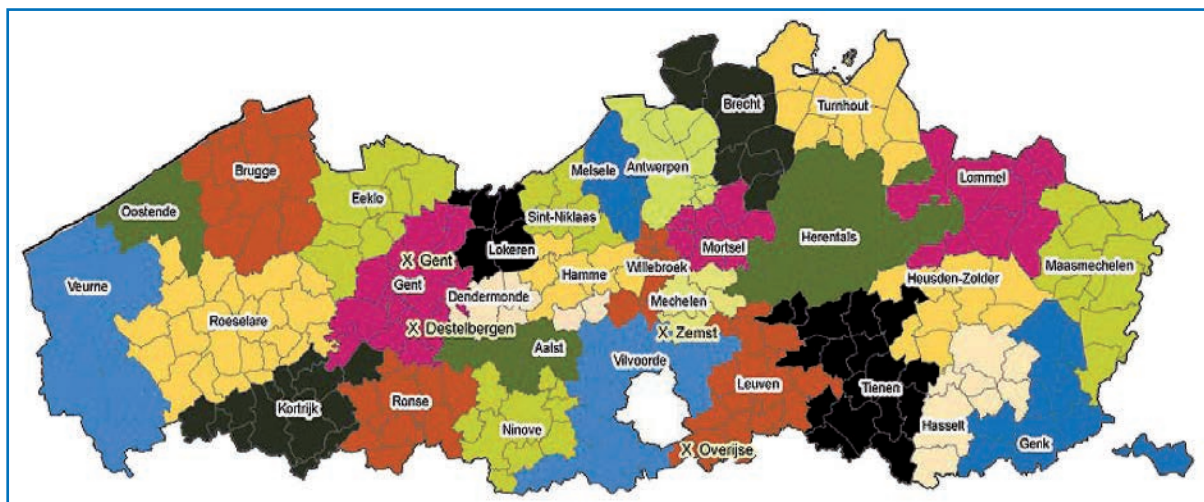 Brecht
Turnhout
Brugge
Melsele
Antwerpen
Eeklo
Lommel
Oostende
Sint-Niklaas
Lokeren
Mortsel
Herentals
X Gent
Willebroek
Maasmechelen
Veurne
Gent
Hamme
Heusden-Zolder
Dendermonde
Mechelen
Roeselare
X Destelbergen
X Zemst
Aalst
Vilvoorde
Leuven
Tienen
Ronse
Kortrijk
Ninove
Hasselt
Genk
X Overijse